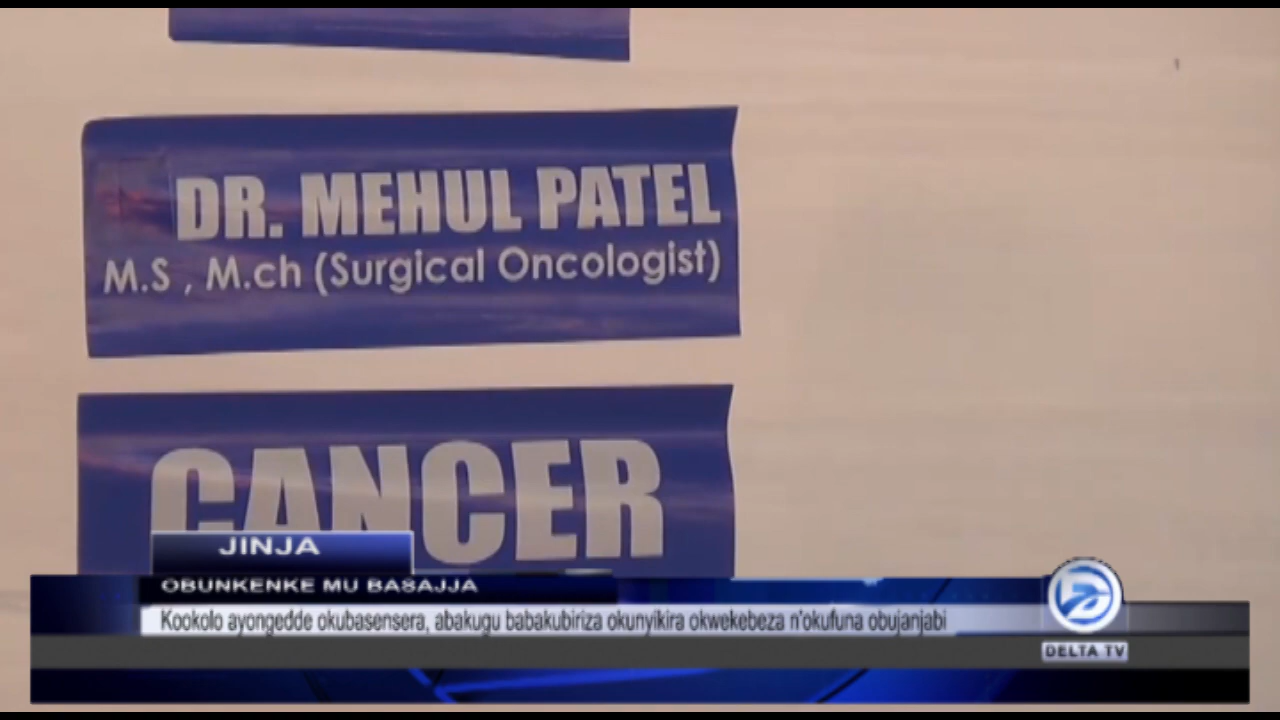 DR. MEHUL PATEL
M.S , M.ch (Surgical Oncologist)
CANCER
JINJA
OBUNKENKE MU BASAJJA
Kookolo ayongedde okubasensera, abakugu babakubiriza okunyikira okwekebeza n'okufuna obujanjabi
DELTA TV